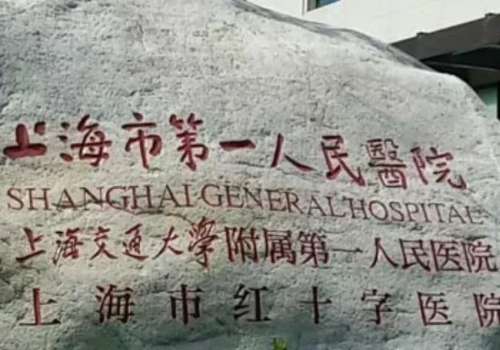 上海市第一人民醫院
SHANGHAI GENERAL HOSPITAL
上海交通大學附属第一人民医院
上海市红十字医院